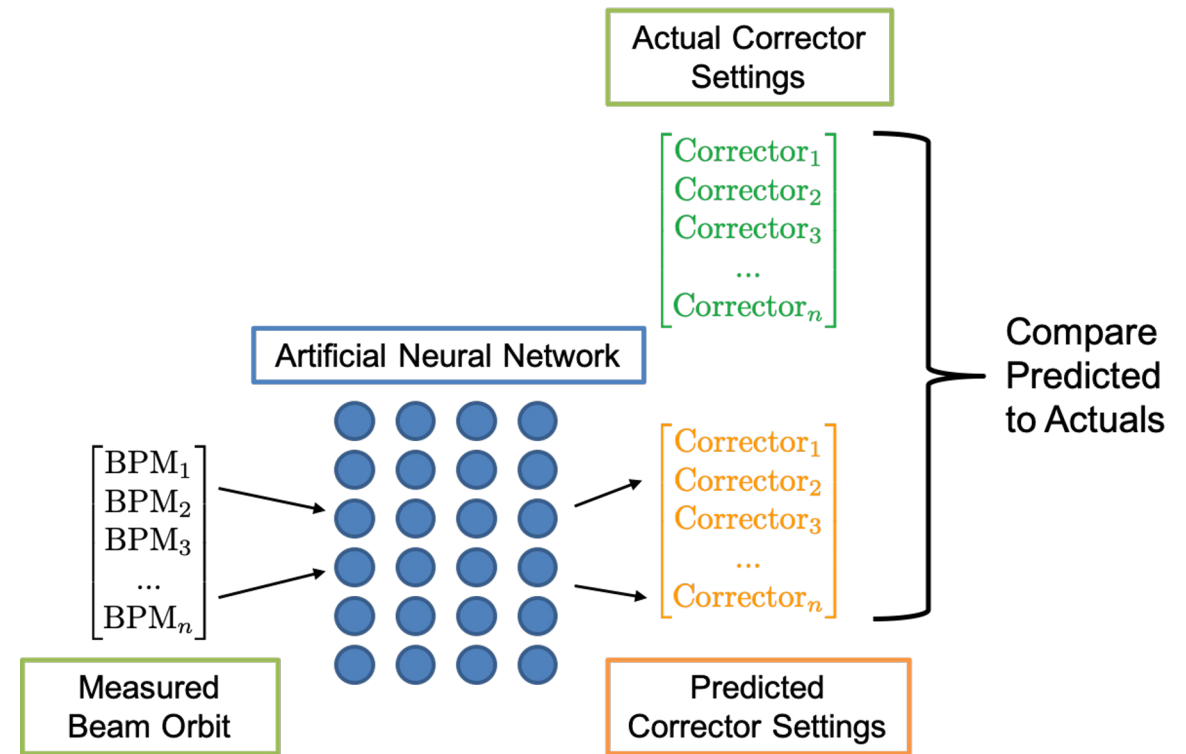 Actual Corrector
Settings
Corrector₁
Corrector₂
Corrector₃
...
Correctorₙ
Compare
Predicted
to Actuals
Artificial Neural Network
BPM₁
BPM₂
BPM₃
...
BPMₙ
Corrector₁
Corrector₂
Corrector₃
...
Correctorₙ
Measured
Beam Orbit
Predicted
Corrector Settings